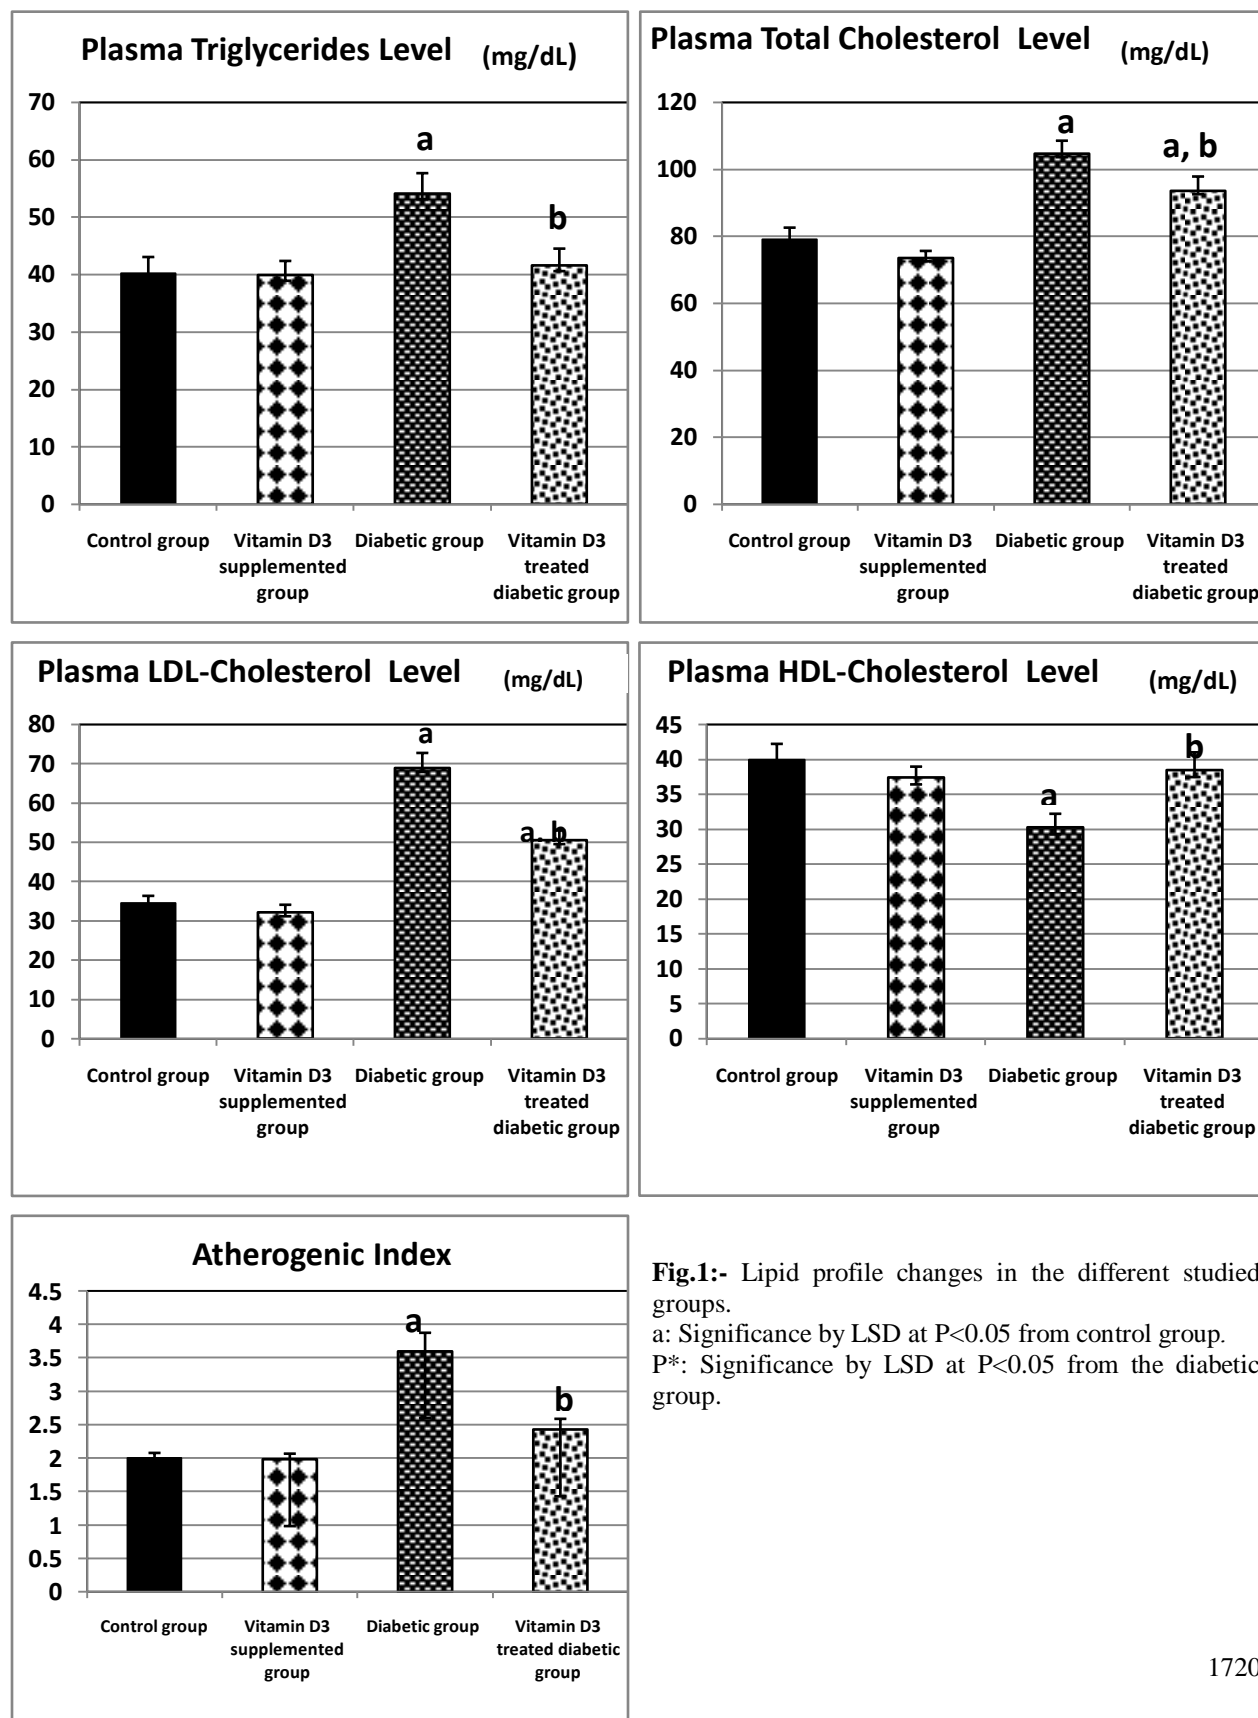 Plasma Triglycerides Level (mg/dL)
70
60
50
40
30
20
10
0
a
b
Control group
Vitamin D3
supplemented
group
Diabetic group
Vitamin D3
treated
diabetic group
Plasma Total Cholesterol Level (mg/dL)
120
100
80
60
40
20
0
a
a, b
Control group
Vitamin D3
supplemented
group
Diabetic group
Vitamin D3
treated
diabetic group
Plasma LDL-Cholesterol Level (mg/dL)
80
70
60
50
40
30
20
10
0
a
a, b
Control group
Vitamin D3
supplemented
group
Diabetic group
Vitamin D3
treated
diabetic group
Plasma HDL-Cholesterol Level (mg/dL)
45
40
35
30
25
20
15
10
5
0
a
b
Control group
Vitamin D3
supplemented
group
Diabetic group
Vitamin D3
treated
diabetic group
Atherogenic Index
4.5
4
3.5
3
2.5
2
1.5
1
0.5
0
a
b
Control group
Vitamin D3
supplemented
group
Diabetic group
Vitamin D3
treated diabetic
group
Fig.1:- Lipid profile changes in the different studied
groups.
a: Significance by LSD at P<0.05 from control group.
P*: Significance by LSD at P<0.05 from the diabetic
group.
1720